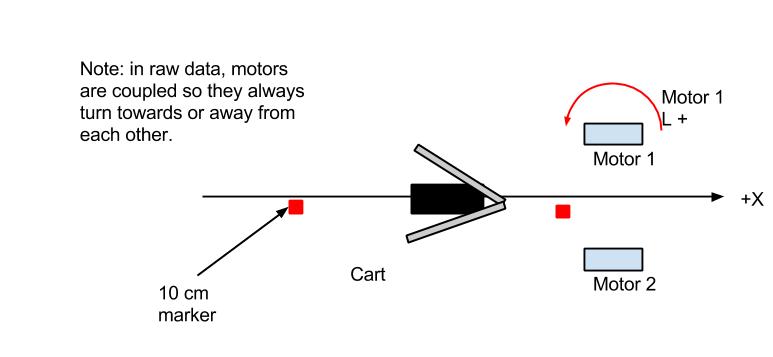 Note: in raw data, motors
are coupled so they always
turn towards or away from
each other.
Motor 1
L +
Motor 1
+X
Cart
Motor 2
10 cm
marker